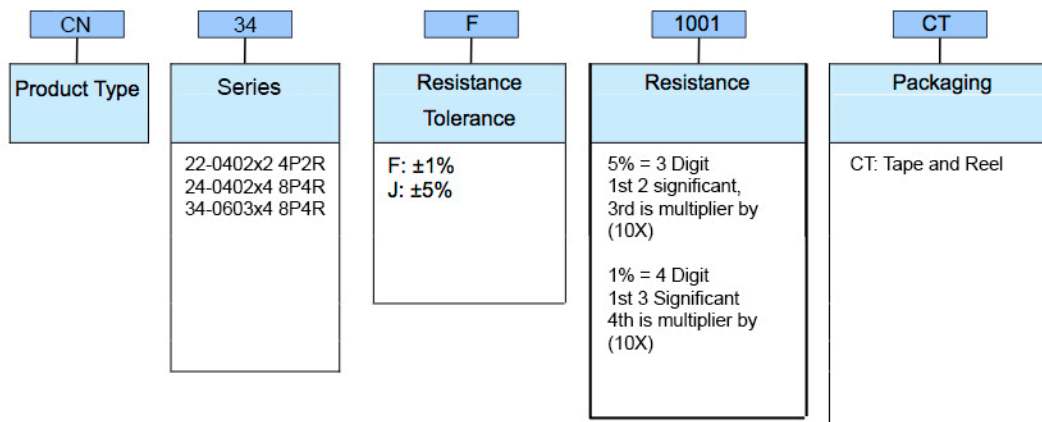 CN
34
F
1001
CT
Product Type
Series
Resistance
Tolerance
Resistance
Packaging
22-0402x2 4P2R
24-0402x4 8P4R
34-0603x4 8P4R
F: ±1%
J: ±5%
5% = 3 Digit
1st 2 significant,
3rd is multiplier by
(10X)
1% = 4 Digit
1st 3 Significant
4th is multiplier by
(10X)
CT: Tape and Reel